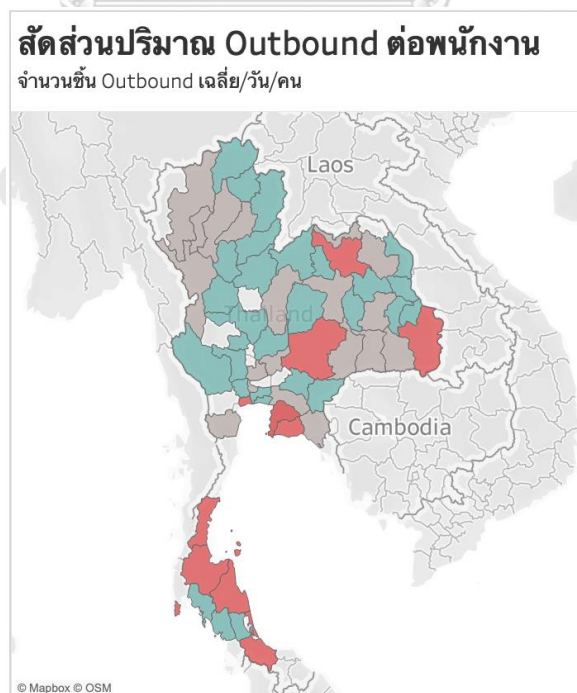 สัดส่วนปริมาณ Outbound ต่อพนักงาน
จำนวนชิ้น Outbound เฉลี่ย/วัน/คน
Laos
Thailand
Cambodia
© Mapbox © OSM